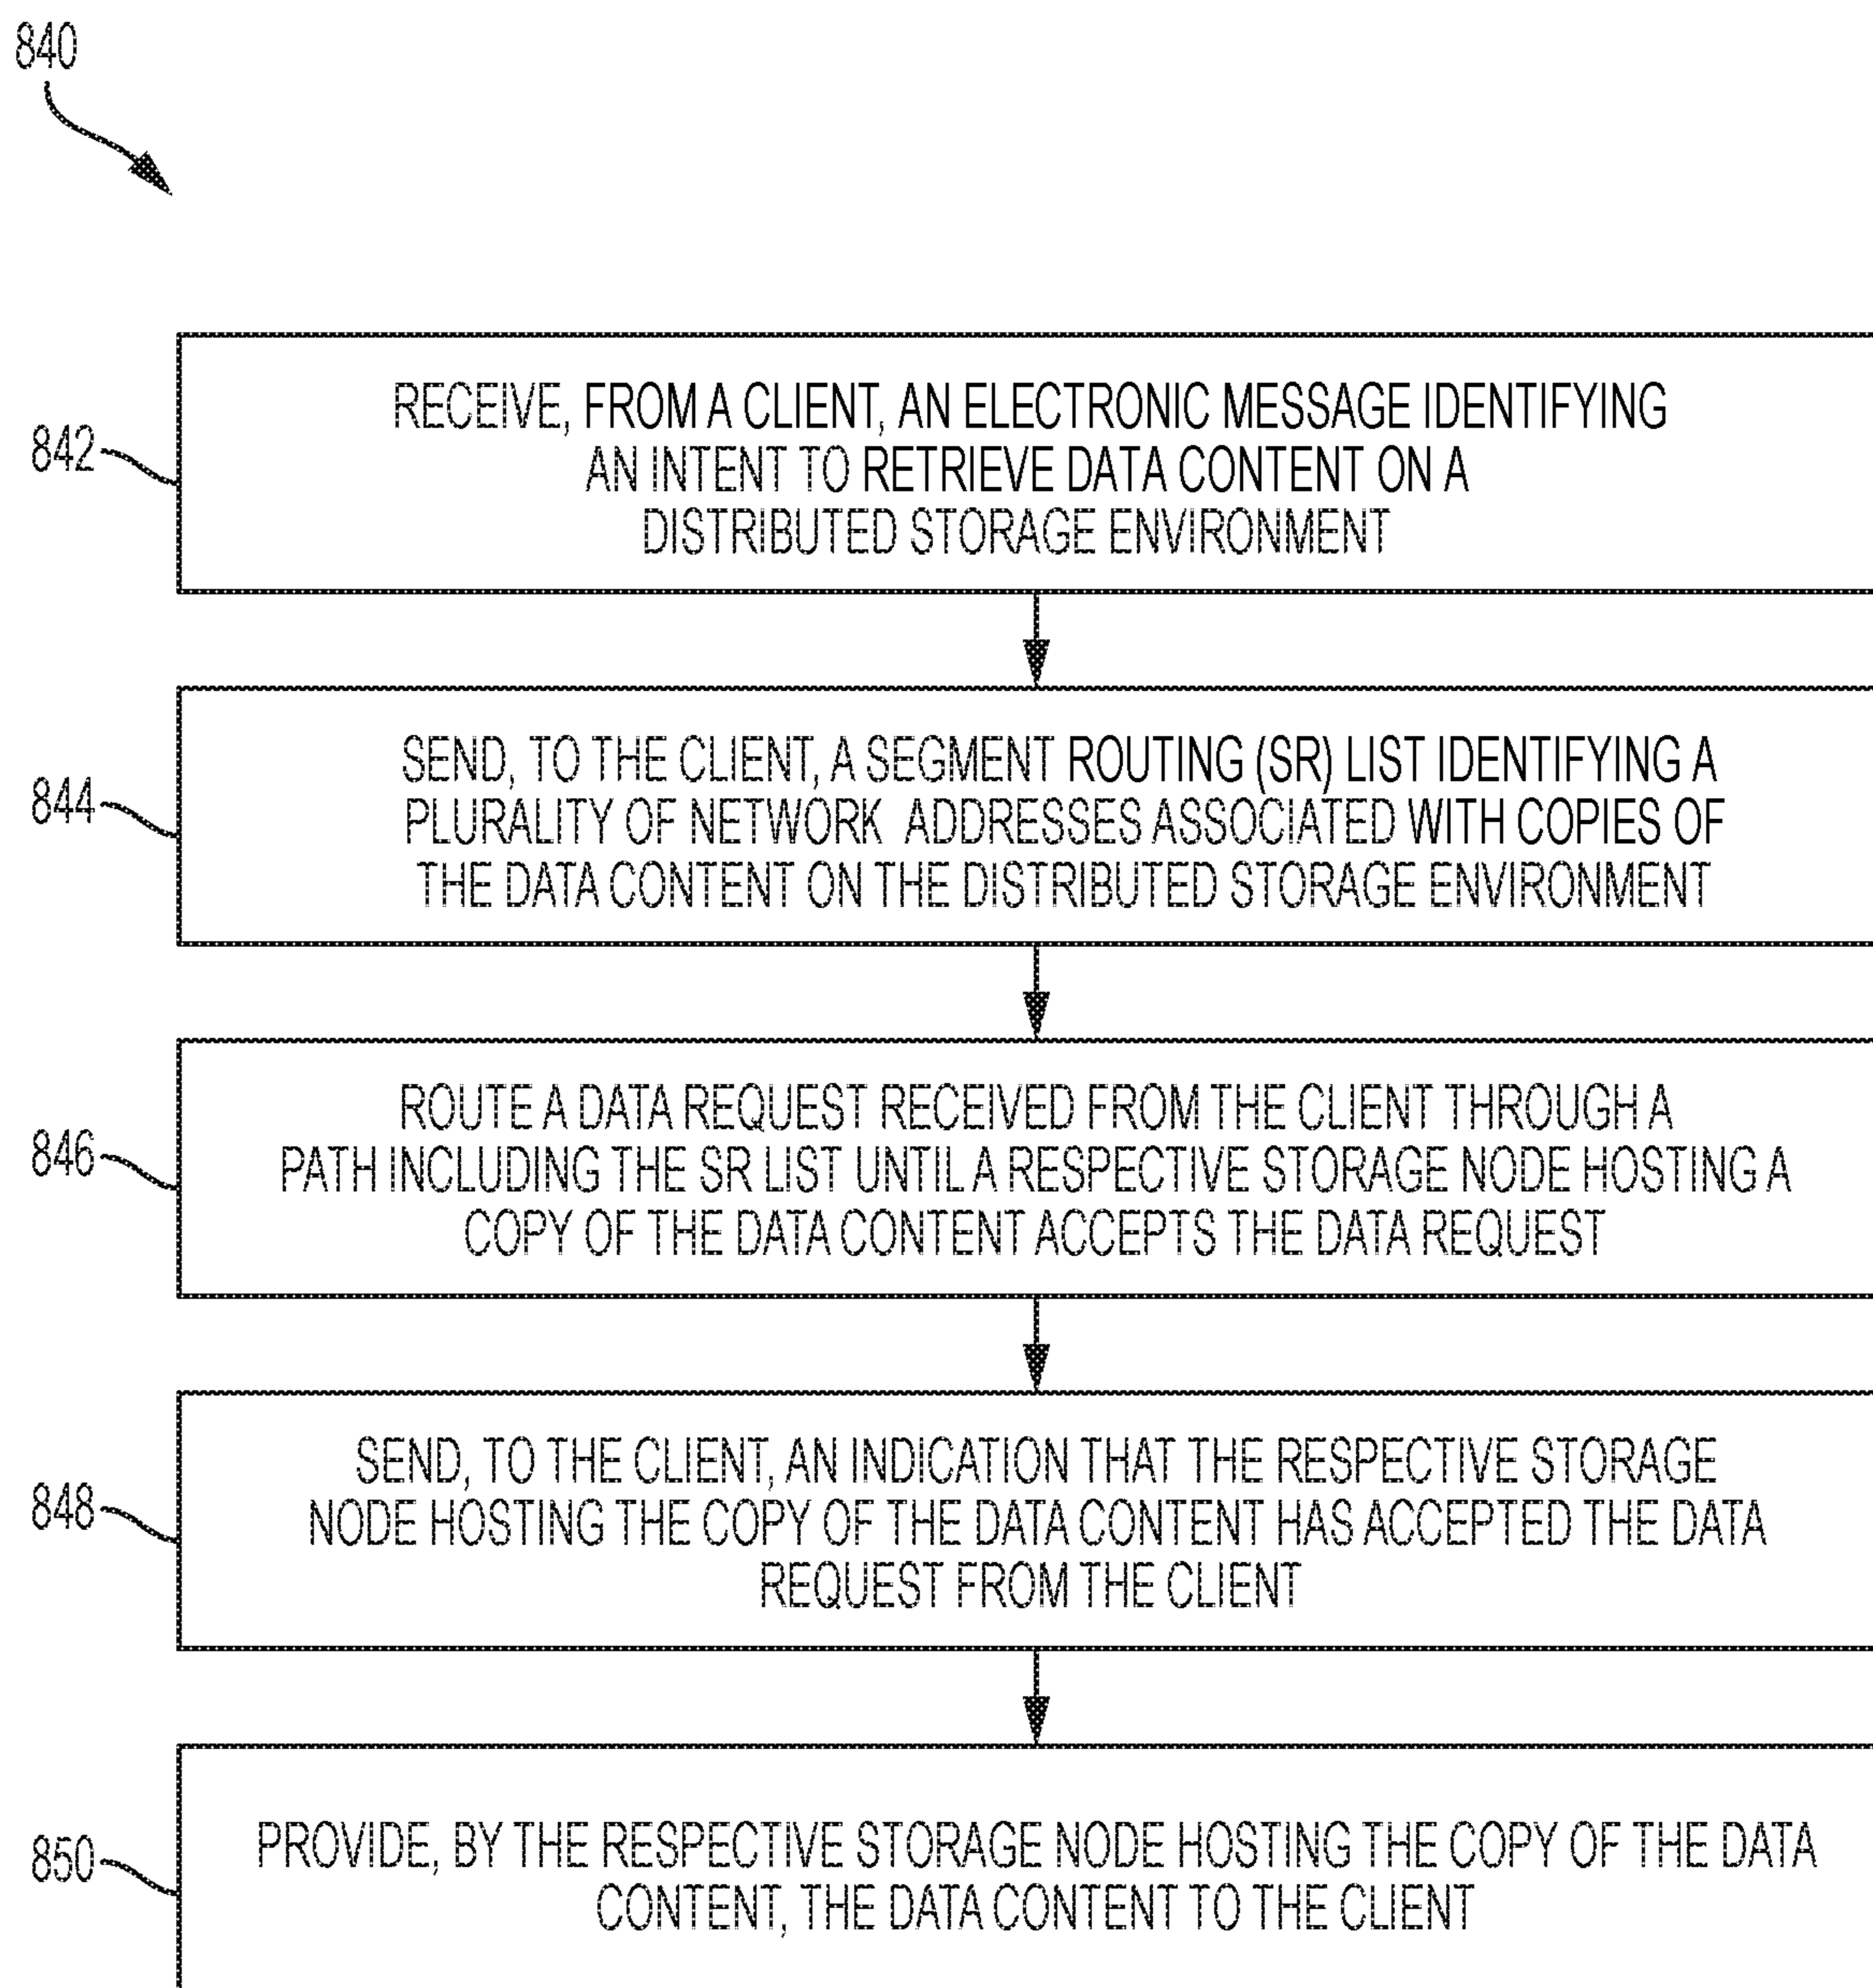 840
842
RECEIVE, FROM A CLIENT, AN ELECTRONIC MESSAGE IDENTIFYING
AN INTENT TO RETRIEVE DATA CONTENT ON A
DISTRIBUTED STORAGE ENVIRONMENT
844
SEND, TO THE CLIENT, A SEGMENT ROUTING (SR) LIST IDENTIFYING A
PLURALITY OF NETWORK ADDRESSES ASSOCIATED WITH COPIES OF
THE DATA CONTENT ON THE DISTRIBUTED STORAGE ENVIRONMENT
846
ROUTE A DATA REQUEST RECEIVED FROM THE CLIENT THROUGH A
PATH INCLUDING THE SR LIST UNTIL A RESPECTIVE STORAGE NODE HOSTING A
COPY OF THE DATA CONTENT ACCEPTS THE DATA REQUEST
848
SEND, TO THE CLIENT, AN INDICATION THAT THE RESPECTIVE STORAGE
NODE HOSTING THE COPY OF THE DATA CONTENT HAS ACCEPTED THE DATA
REQUEST FROM THE CLIENT
850
PROVIDE, BY THE RESPECTIVE STORAGE NODE HOSTING THE COPY OF THE DATA
CONTENT, THE DATA CONTENT TO THE CLIENT